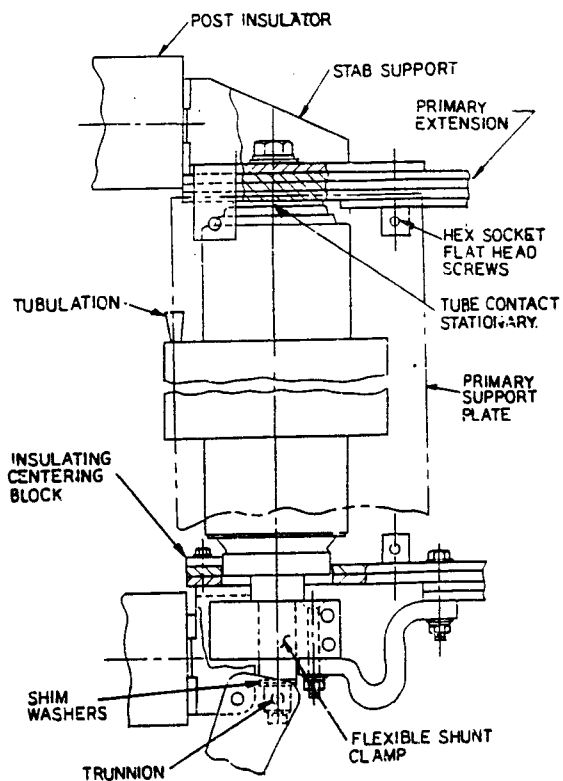 POST INSULATOR
STAB SUPPORT
PRIMARY
EXTENSION
HEX SOCKET
FLAT HEAD
SCREWS
TUBULATION
TUBE CONTACT
STATIONARY.
PRIMARY
SUPPORT
PLATE
INSULATING
CENTERING
BLOCK
SHIM
WASHERS
FLEXIBLE SHUNT
CLAMP
TRUNNION